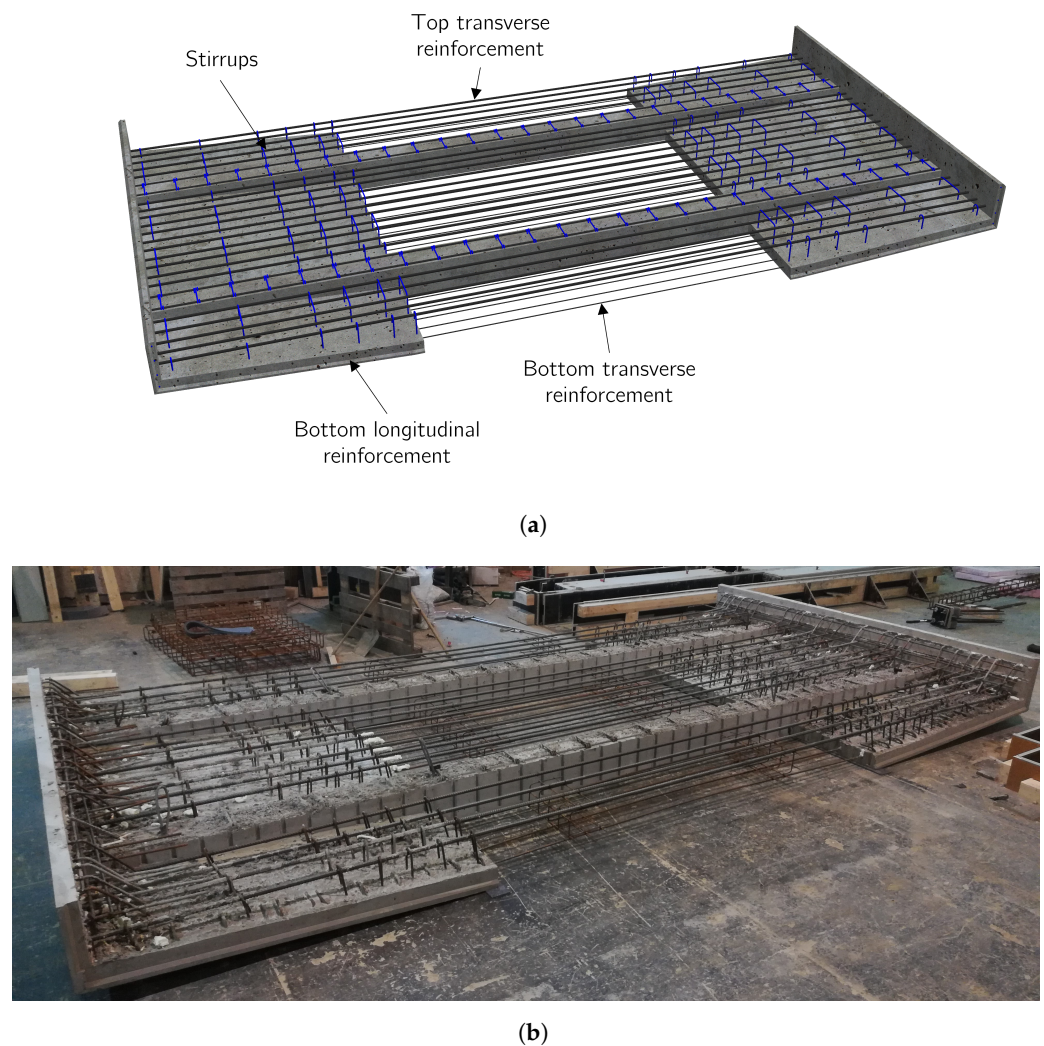 Top transverse
reinforcement
Stirrups
Bottom transverse
reinforcement
Bottom longitudinal
reinforcement
(a)
(b)